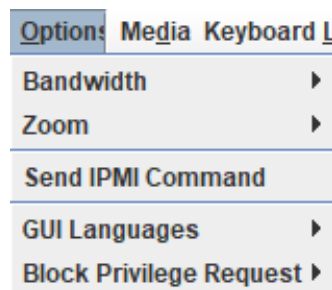 Options Media Keyboard L
Bandwidth
Zoom
Send IPMI Command
GUI Languages
Block Privilege Request